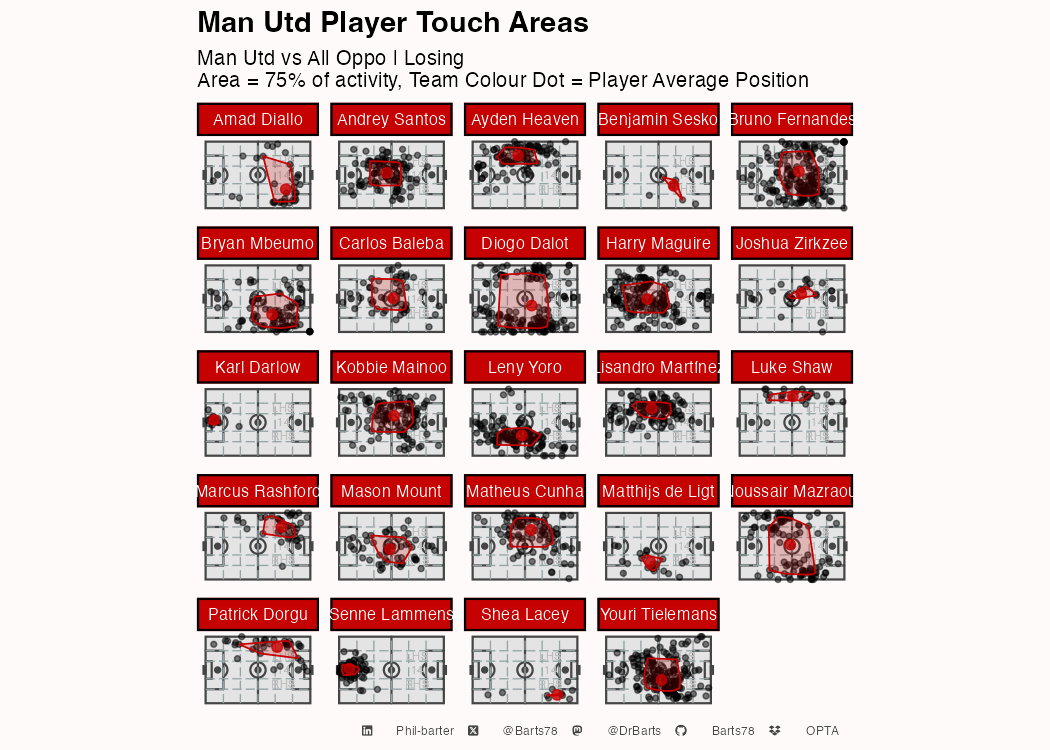 Man Utd Player Touch Areas
Man Utd vs All Oppo | Losing
Area = 75% of activity, Team Colour Dot = Player Average Position
Amad Diallo
Andrey Santos
Ayden Heaven
Benjamin Sesko
Bruno Fernandes
Bryan Mbeumo
Carlos Baleba
Diogo Dalot
Harry Maguire
Joshua Zirkzee
Karl Darlow
Kobbie Mainoo
Leny Yoro
Lisandro Martínez
Luke Shaw
Marcus Rashford
Mason Mount
Matheus Cunha
Matthijs de Ligt
Noussair Mazraoui
Patrick Dorgu
Senne Lammens
Shea Lacey
Youri Tielemans
Phil-barter @Barts78 @DrBarts Barts78 OPTA